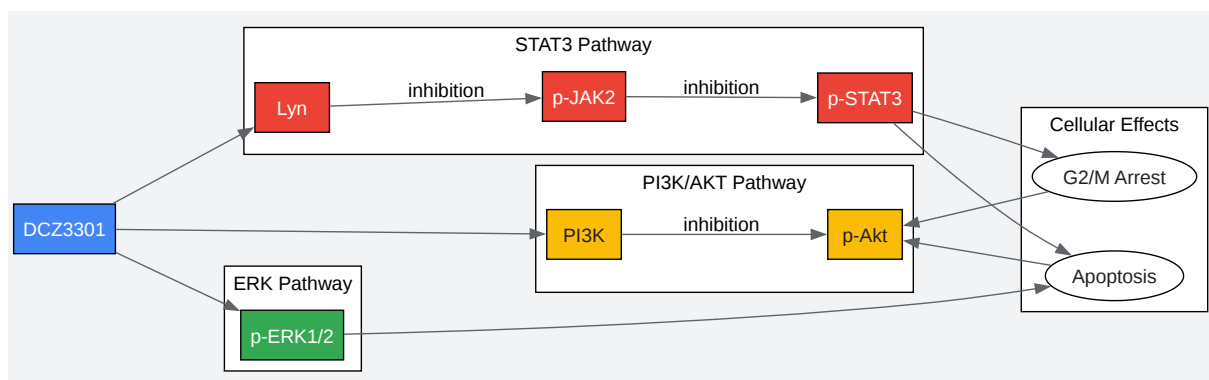 STAT3 Pathway
Lyn
inhibition
p-JAK2
inhibition
p-STAT3
Cellular Effects
G2/M Arrest
Apoptosis
PI3K/AKT Pathway
PI3K
inhibition
p-Akt
DCZ3301
ERK Pathway
p-ERK1/2